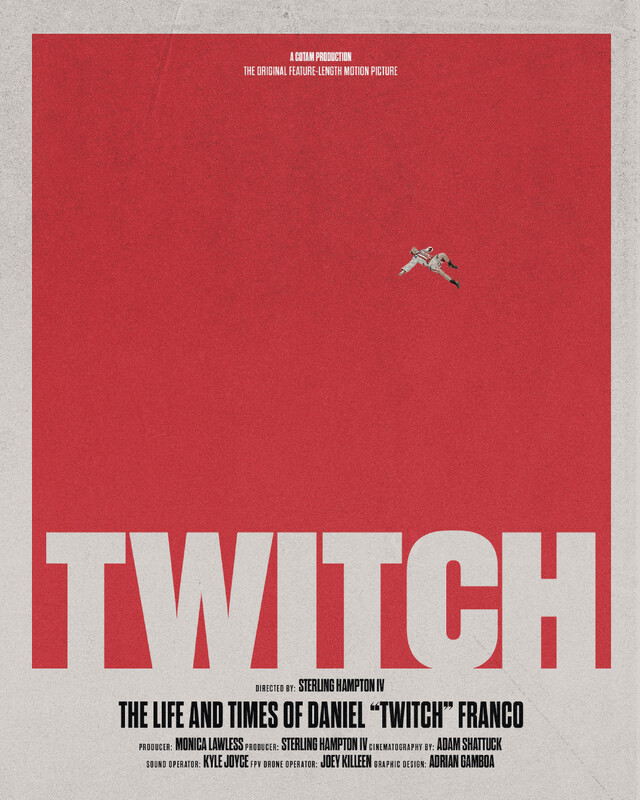 A COTAM PRODUCTION
THE ORIGINAL FEATURE-LENGTH MOTION PICTURE
TWITCH
DIRECTED BY: STERLING HAMPTON IV
THE LIFE AND TIMES OF DANIEL “TWITCH” FRANCO
PRODUCER: MONICA LAWLESS PRODUCER: STERLING HAMPTON IV CINEMATOGRAPHY BY: ADAM SHATTUCK
SOUND OPERATOR: KYLE JOYCE FPV DRONE OPERATOR: JOEY KILLEEN GRAPHIC DESIGN: ADRIAN GAMBOA